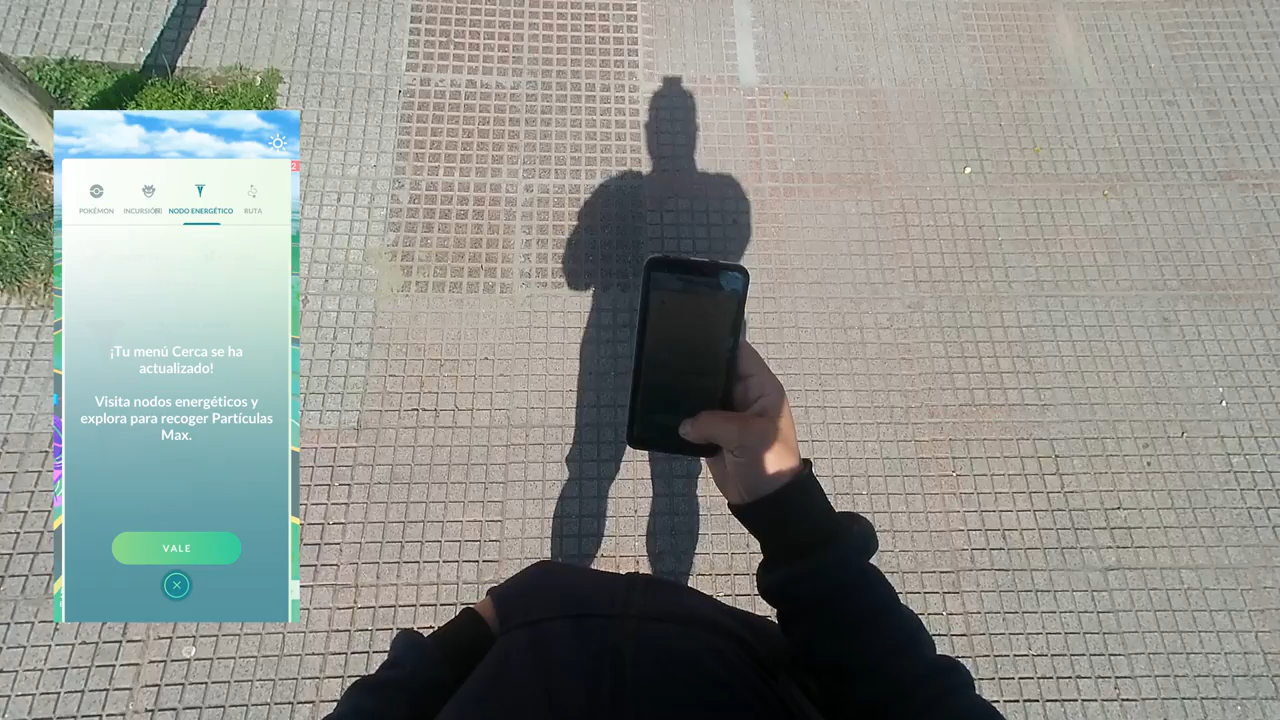 POKÉMON
INCURSIÓN
NODO ENERGÉTICO
RUTA
¡Tu menú Cerca se ha
actualizado!
Visita nodos energéticos y
explora para recoger Partículas
Max.
VALE